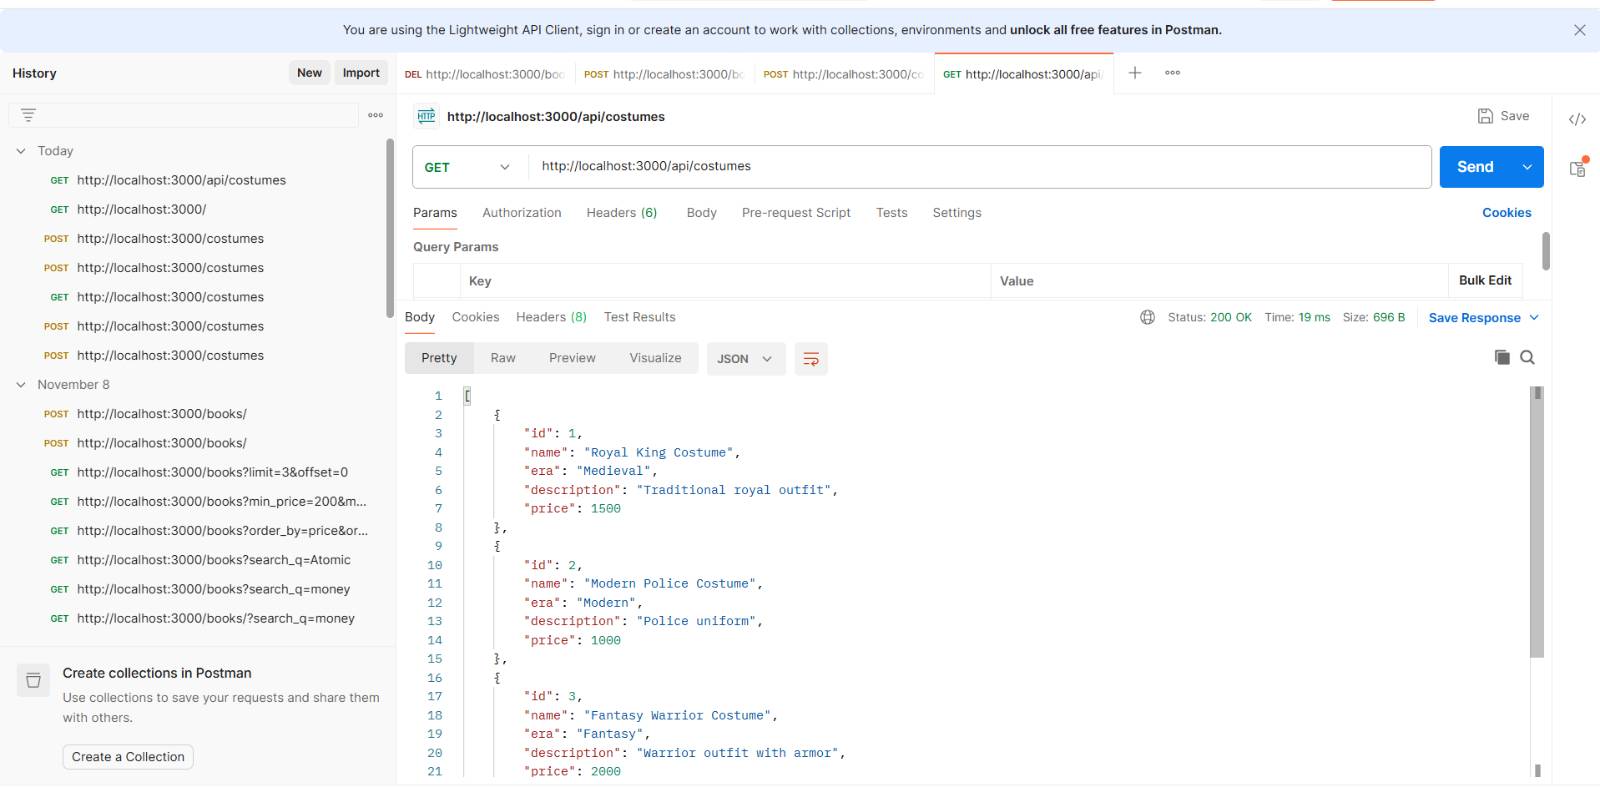 You are using the Lightweight API Client, sign in or create an account to work with collections, environments and unlock all free features in Postman.
History
New
Import
DEL http://localhost:3000/boo
POST http://localhost:3000/bo
POST http://localhost:3000/co
GET http://localhost:3000/api/
HTTP http://localhost:3000/api/costumes
Save
GET
http://localhost:3000/api/costumes
Send
Params
Authorization
Headers (6)
Body
Pre-request Script
Tests
Settings
Cookies
Query Params
Key
Value
Bulk Edit
Today
GET http://localhost:3000/api/costumes
GET http://localhost:3000/
POST http://localhost:3000/costumes
POST http://localhost:3000/costumes
GET http://localhost:3000/costumes
POST http://localhost:3000/costumes
POST http://localhost:3000/costumes
November 8
POST http://localhost:3000/books/
POST http://localhost:3000/books/
GET http://localhost:3000/books?limit=3&offset=0
GET http://localhost:3000/books?min_price=200&m...
GET http://localhost:3000/books?order_by=price&or...
GET http://localhost:3000/books?search_q=Atomic
GET http://localhost:3000/books?search_q=money
GET http://localhost:3000/books/?search_q=money
Create collections in Postman
Use collections to save your requests and share them
with others.
Create a Collection
Body
Cookies
Headers (8)
Test Results
Status: 200 OK
Time: 19 ms
Size: 696 B
Save Response
Pretty
Raw
Preview
Visualize
JSON
1 [
2 {
3 "id": 1,
4 "name": "Royal King Costume",
5 "era": "Medieval",
6 "description": "Traditional royal outfit",
7 "price": 1500
8 },
9 {
10 "id": 2,
11 "name": "Modern Police Costume",
12 "era": "Modern",
13 "description": "Police uniform",
14 "price": 1000
15 },
16 {
17 "id": 3,
18 "name": "Fantasy Warrior Costume",
19 "era": "Fantasy",
20 "description": "Warrior outfit with armor",
21 "price": 2000